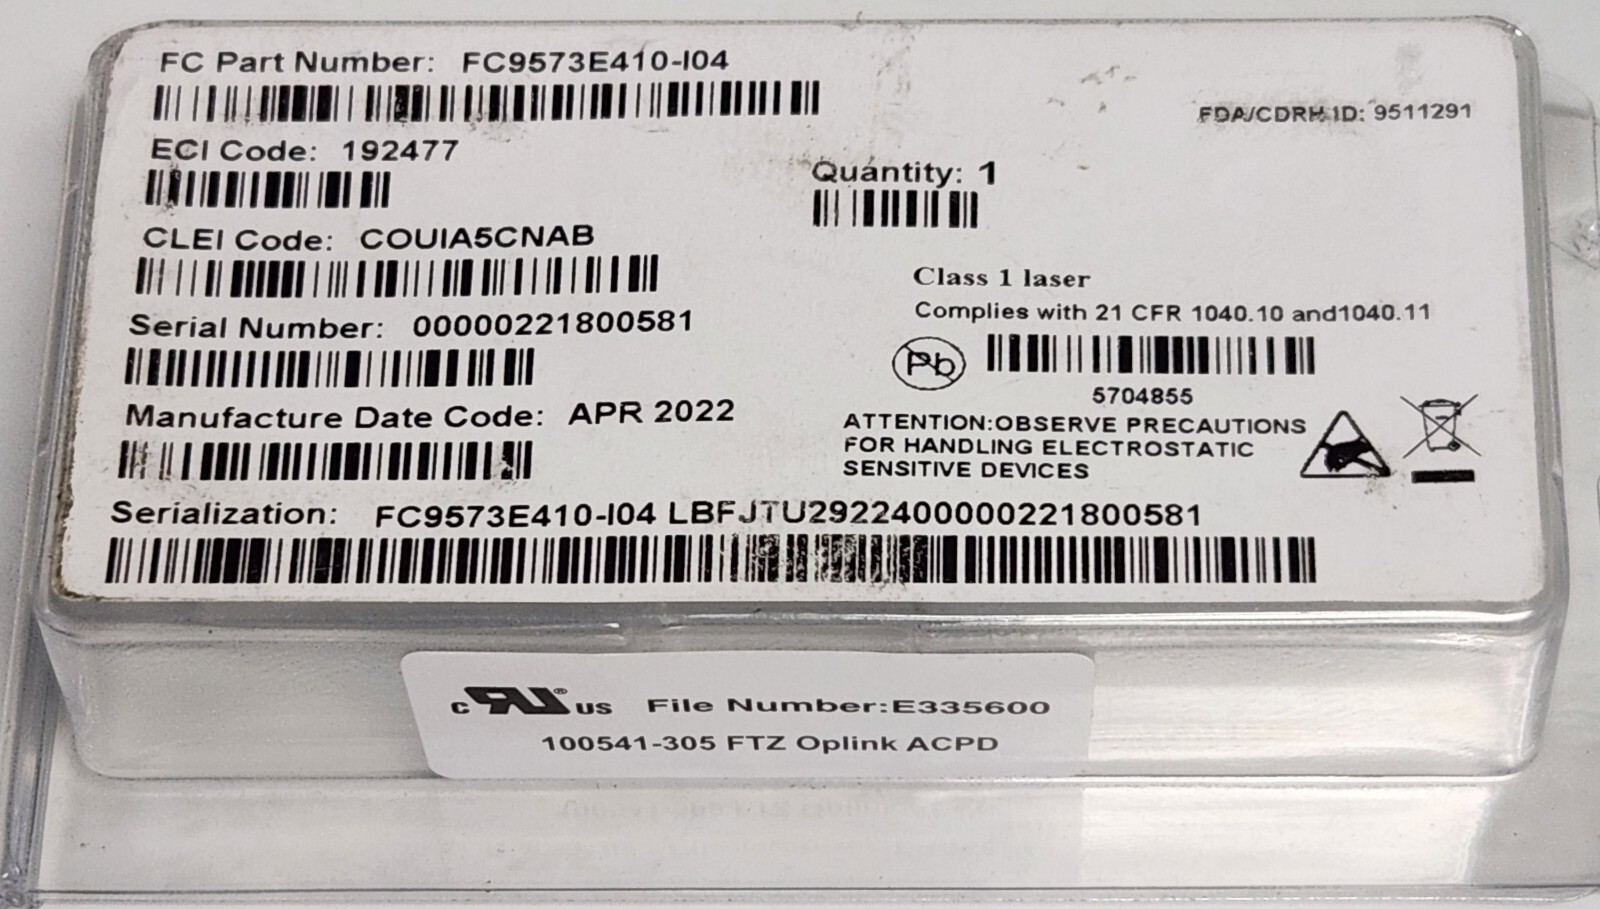 FC Part Number: FC9573E410-I04
FDA/CDRH ID: 9511291
ECI Code: 192477
Quantity: 1
CLEI Code: COUIA5CNAB
Class 1 laser
Complies with 21 CFR 1040.10 and1040.11
Serial Number: 00000221800581
Pb
5704855
Manufacture Date Code: APR 2022
ATTENTION:OBSERVE PRECAUTIONS
FOR HANDLING ELECTROSTATIC
SENSITIVE DEVICES
Serialization: FC9573E410-I04 LBFJTU29224000000221800581
c RU® US File Number:E335600
100541-305 FTZ Oplink ACPD